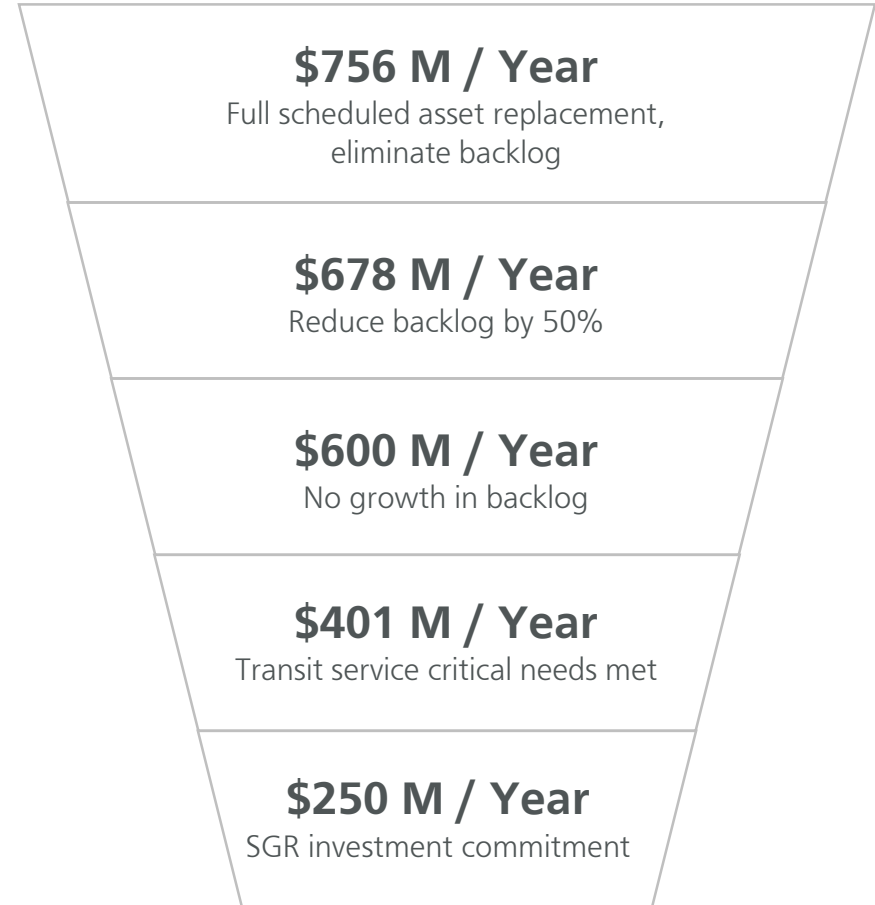 $756 M / Year
Full scheduled asset replacement,
eliminate backlog
$678 M / Year
Reduce backlog by 50%
$600 M / Year
No growth in backlog
$401 M / Year
Transit service critical needs met
$250 M / Year
SGR investment commitment